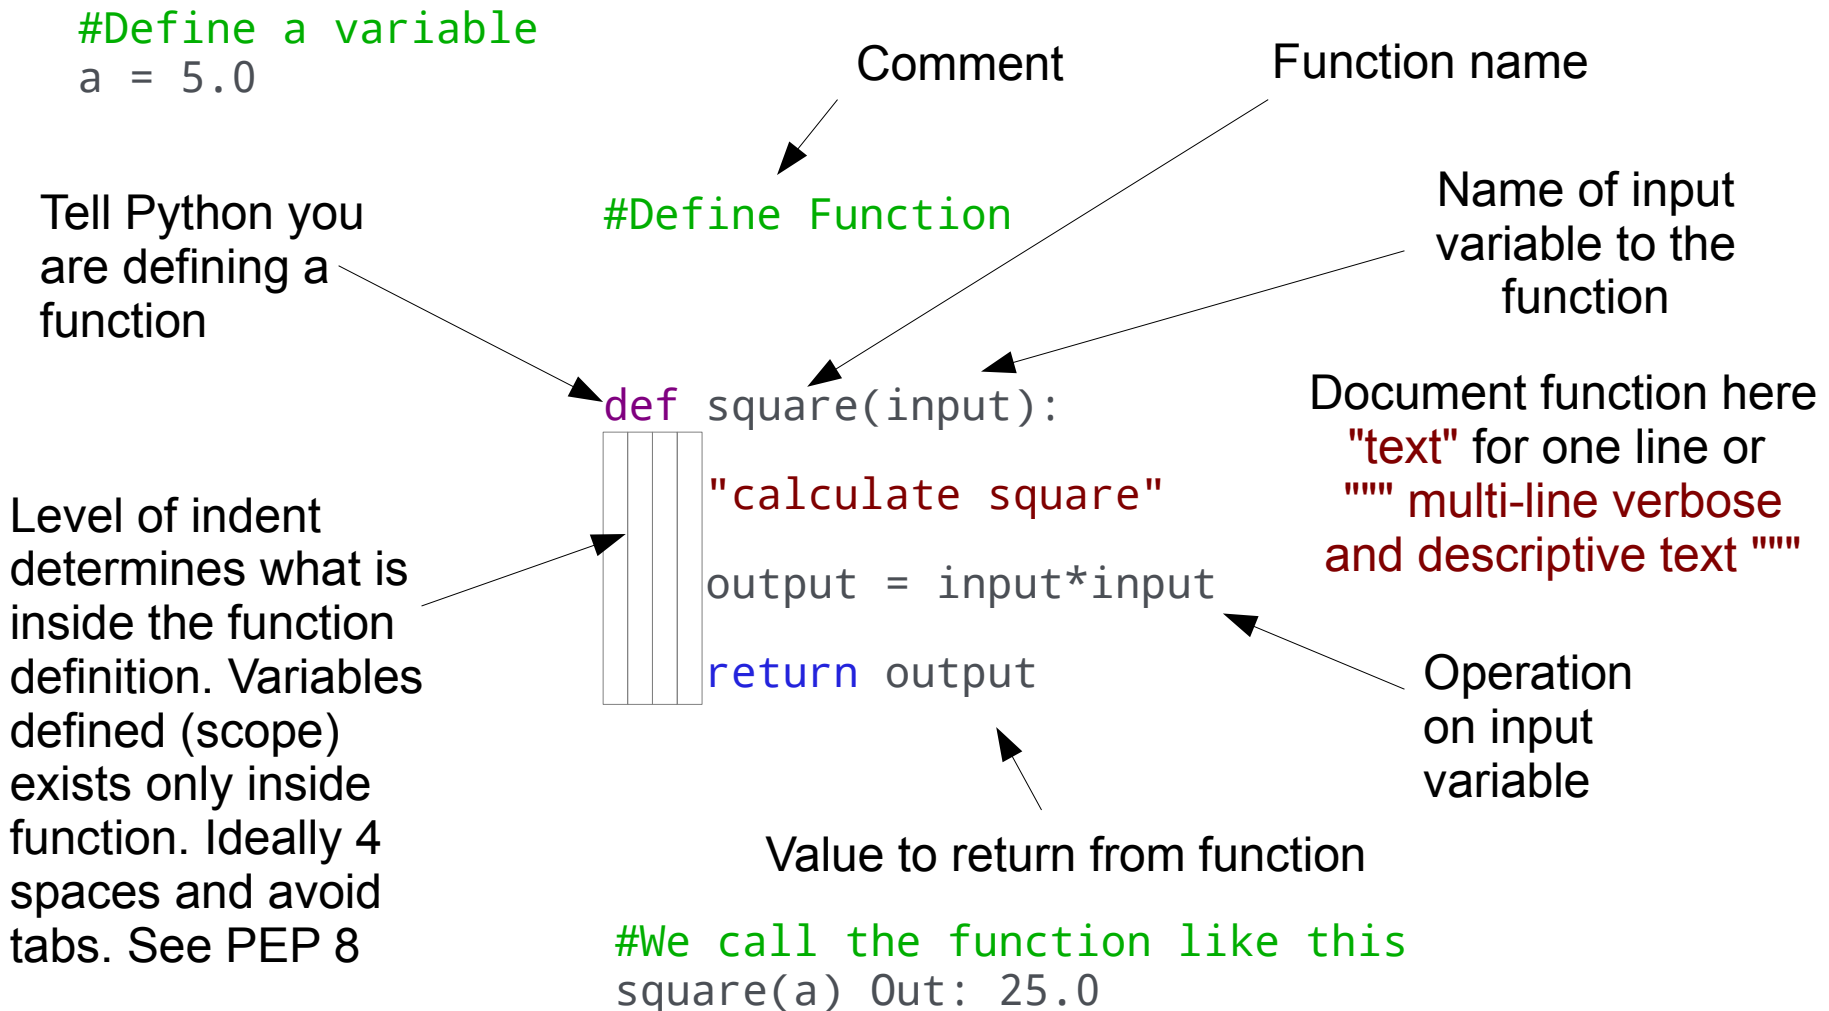 #Define a variable
a = 5.0
Comment
Function name
Tell Python you
are defining a
function
#Define Function
Name of input
variable to the
function
def square(input):
"calculate square"
output = input*input
return output
Document function here
"text" for one line or
""" multi-line verbose
and descriptive text """
Level of indent
determines what is
inside the function
definition. Variables
defined (scope)
exists only inside
function. Ideally 4
spaces and avoid
tabs. See PEP 8
Operation
on input
variable
Value to return from function
#We call the function like this
square(a) Out: 25.0